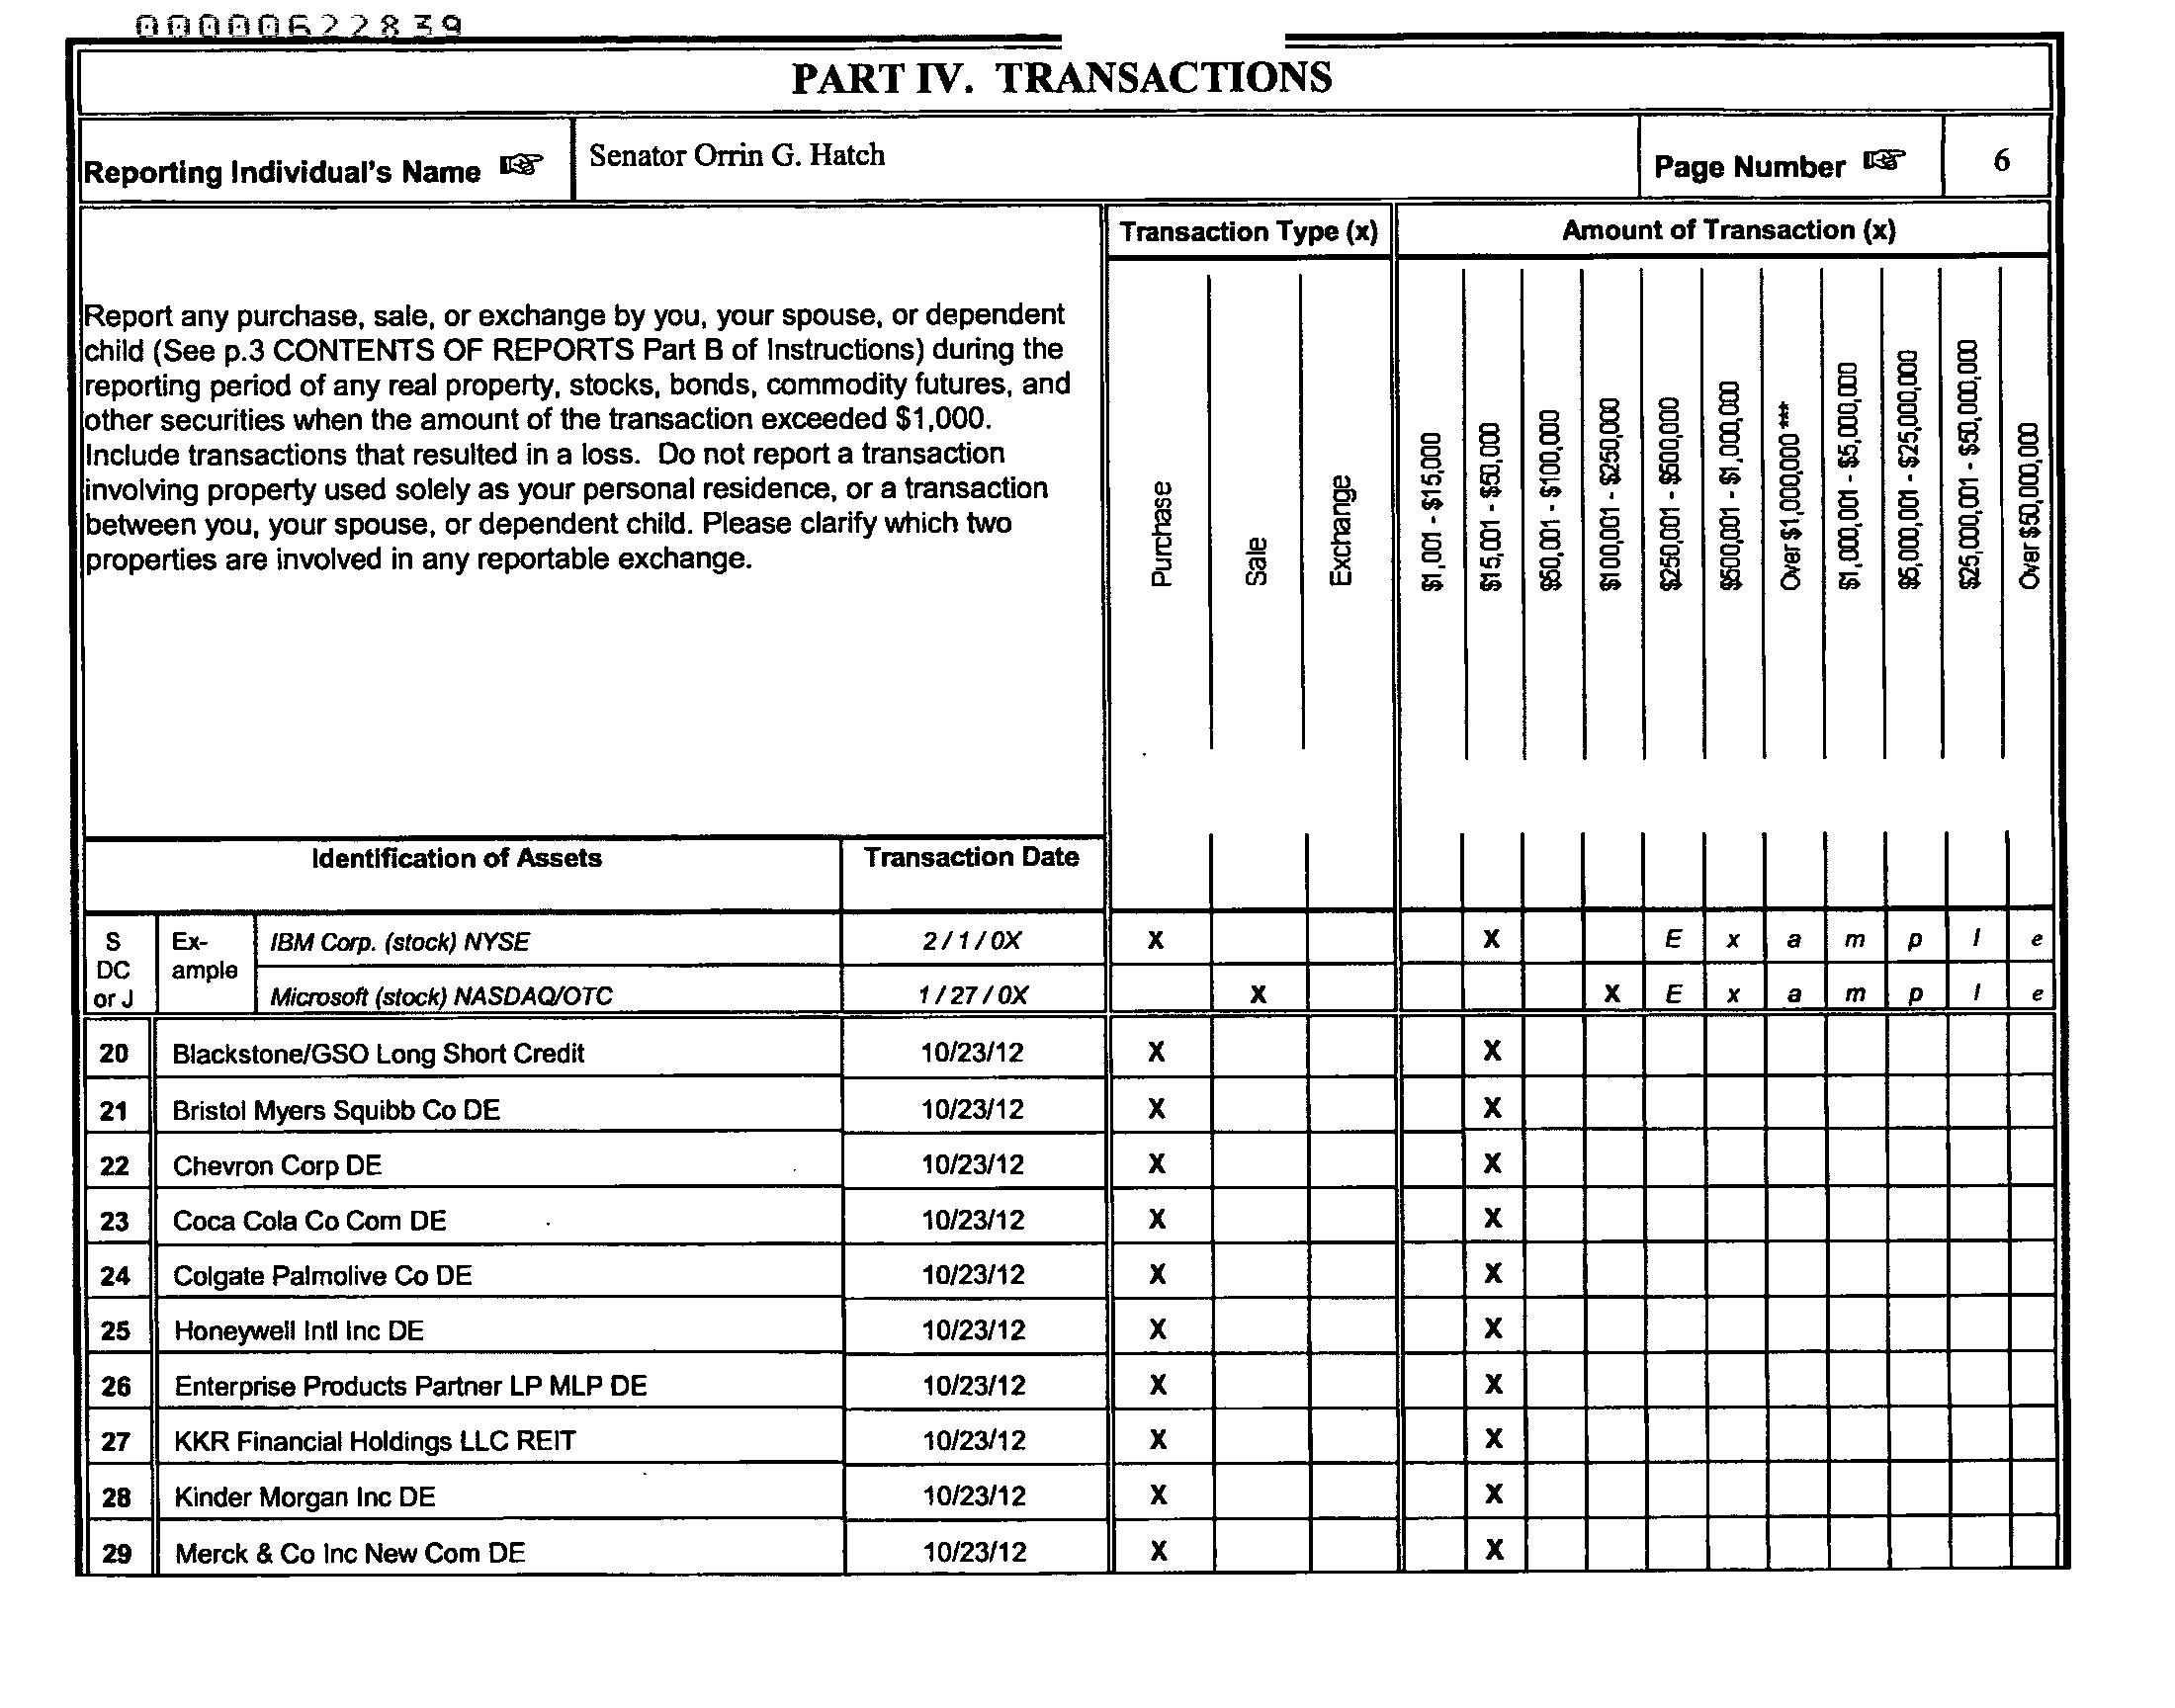 00000622839
PART IV. TRANSACTIONS
Reporting Individual's Name ☞ Senator Orrin G. Hatch Page Number ☞ 6
Transaction Type (x) Amount of Transaction (x)
Report any purchase, sale, or exchange by you, your spouse, or dependent
child (See p.3 CONTENTS OF REPORTS Part B of Instructions) during the
reporting period of any real property, stocks, bonds, commodity futures, and
other securities when the amount of the transaction exceeded $1,000.
Include transactions that resulted in a loss. Do not report a transaction
involving property used solely as your personal residence, or a transaction
between you, your spouse, or dependent child. Please clarify which two
properties are involved in any reportable exchange.
Purchase
Sale
Exchange
$1,001 - $15,000
$15,001 - $50,000
$50,001 - $100,000
$100,001 - $250,000
$250,001 - $500,000
$500,001 - $1,000,000
Over $1,000,000***
$1,000,001 - $5,000,000
$5,000,001 - $25,000,000
$25,000,001 - $50,000,000
Over $50,000,000
Identification of Assets Transaction Date
S DC or J
Ex-ample
IBM Corp. (stock) NYSE 2 / 1 / 0X X X E x a m p l e
Microsoft (stock) NASDAQ/OTC 1 / 27 / 0X X X E x a m p l e
20 Blackstone/GSO Long Short Credit 10/23/12 X X
21 Bristol Myers Squibb Co DE 10/23/12 X X
22 Chevron Corp DE 10/23/12 X X
23 Coca Cola Co Com DE 10/23/12 X X
24 Colgate Palmolive Co DE 10/23/12 X X
25 Honeywell Intl Inc DE 10/23/12 X X
26 Enterprise Products Partner LP MLP DE 10/23/12 X X
27 KKR Financial Holdings LLC REIT 10/23/12 X X
28 Kinder Morgan Inc DE 10/23/12 X X
29 Merck & Co Inc New Com DE 10/23/12 X X